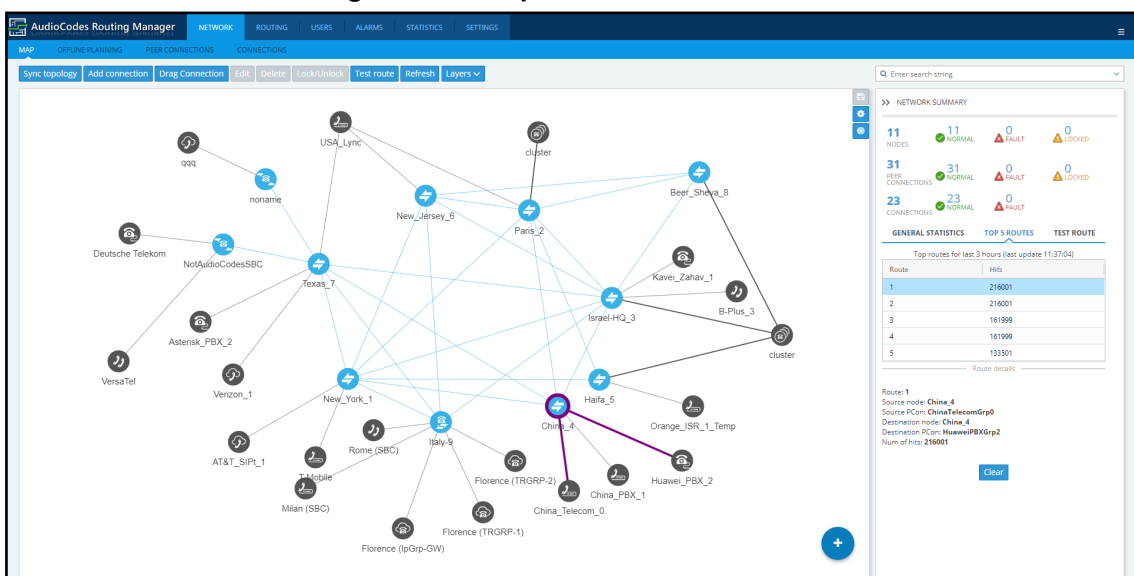 AudioCodes Routing Manager
NETWORK
ROUTING
USERS
ALARMS
STATISTICS
SETTINGS
MAP
OFFLINE PLANNING
PEER CONNECTIONS
CONNECTIONS
Sync topology
Add connection
Drag Connection
Edit
Delete
Lock/Unlock
Test route
Refresh
Layers
Enter search string
USA_Lync
cluster
qqq
noname
Beer_Sheva_8
New_Jersey_6
Paris_2
Deutsche Telekom
NotAudioCodesSBC
Texas_7
Kavei_Zahav_1
B-Plus_3
Israel-HQ_3
Asterisk_PBX_2
cluster
VersaTel
Verizon_1
New_York_1
Haifa_5
China_4
Orange_ISR_1_Temp
Italy-9
Rome (SBC)
AT&T_SIPt_1
T-Mobile
Florence (TRGRP-2)
Huawei_PBX_2
China_PBX_1
Milan (SBC)
China_Telecom_0
Florence (TRGRP-1)
Florence (IpGrp-GW)
NETWORK SUMMARY
11 NODES 11 NORMAL 0 FAULT 0 LOCKED
31 PEER CONNECTIONS 31 NORMAL 0 FAULT 0 LOCKED
23 CONNECTIONS 23 NORMAL 0 FAULT
GENERAL STATISTICS TOP 5 ROUTES TEST ROUTE
Top routes for last 3 hours (last update 11:37:04)
Route Hits
1 216001
2 216001
3 161999
4 161999
5 133501
Route details
Route: 1
Source node: China_4
Source PCon: ChinaTelecomGrp0
Destination node: China_4
Destination PCon: HuaweiPBXGrp2
Num of hits: 216001
Clear